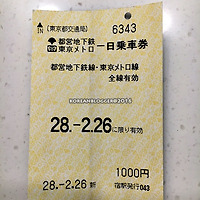 IN (東京都交通局) 6343
都営地下鉄
東京メトロ 一日乗車券
都営地下鉄線・東京メトロ線
全線有効
KOREANBLOGGER@2016
28.-2.26に限り有効
1000円
28.-2.26 新宿駅発行043